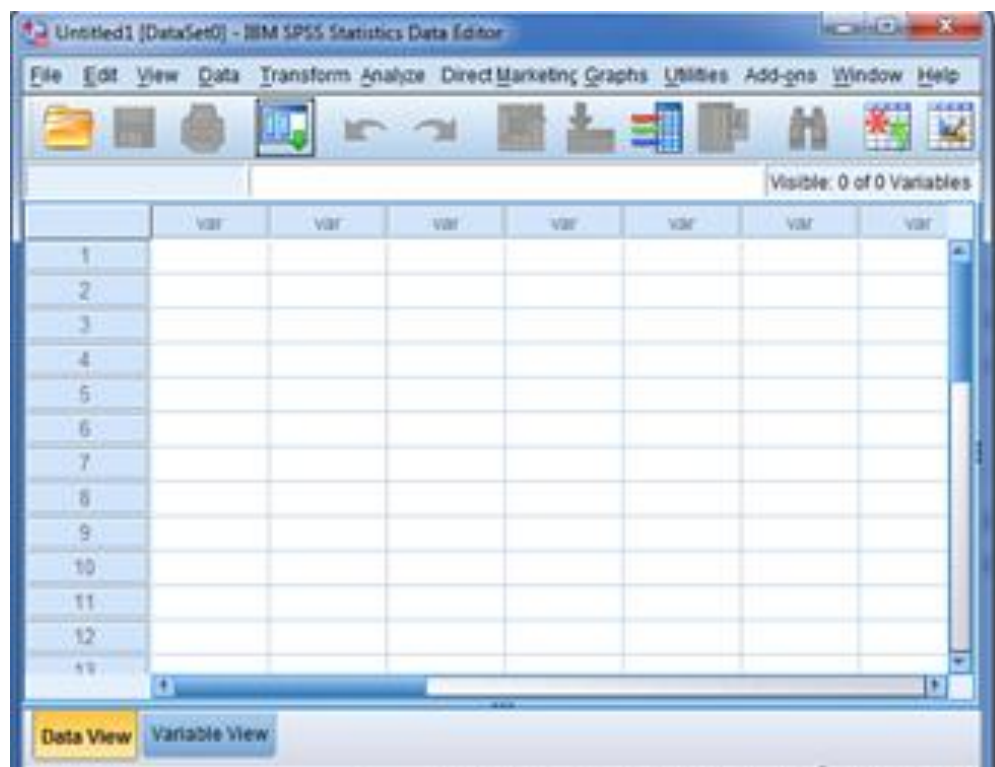 Untitled1 [DataSet0] - IBM SPSS Statistics Data Editor
File Edit View Data Transform Analyze Direct Marketing Graphs Utilities Add-ons Window Help
Visible: 0 of 0 Variables
var var var var var var var
1
2
3
4
5
6
7
8
9
10
11
12
13
Data View Variable View